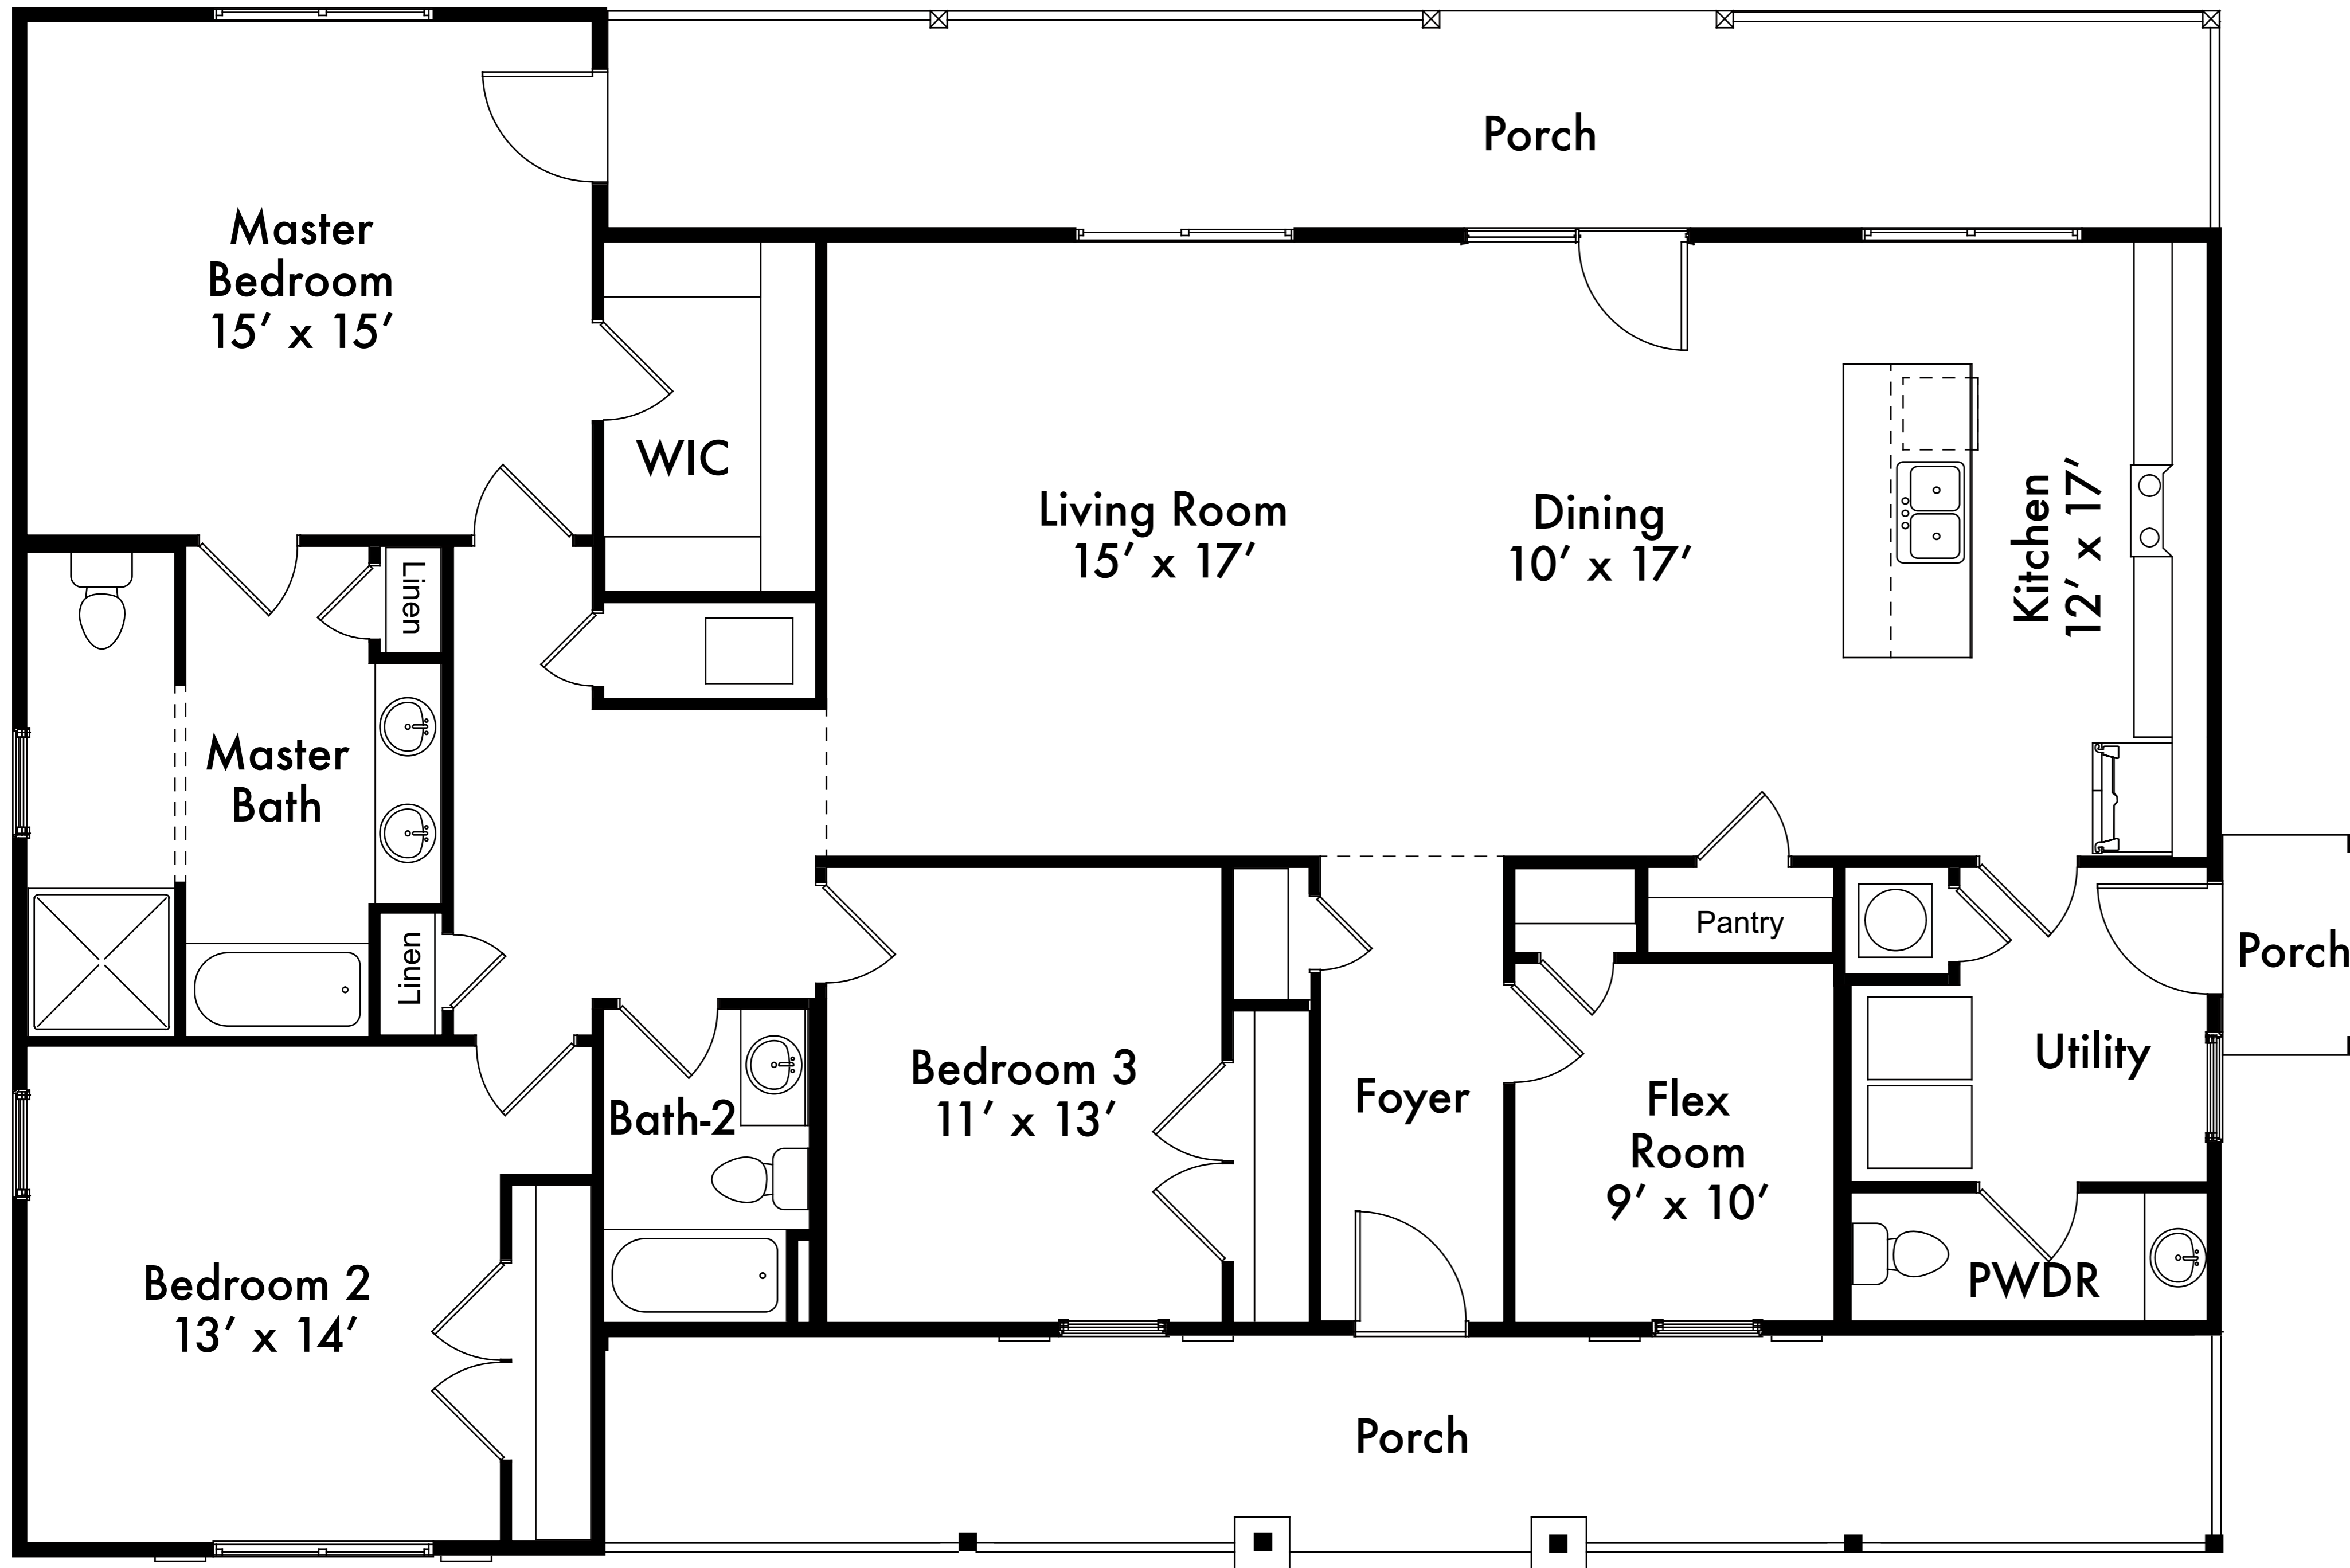 Porch
Master
Bedroom
15′ x 15′
WIC
Living Room
15′ x 17′
Dining
10′ x 17′
Kitchen
12′ x 17′
Linen
Master
Bath
Linen
Pantry
Porch
Utility
Bedroom 3
11′ x 13′
Foyer
Flex
Room
9′ x 10′
Bath-2
Bedroom 2
13′ x 14′
PWDR
Porch